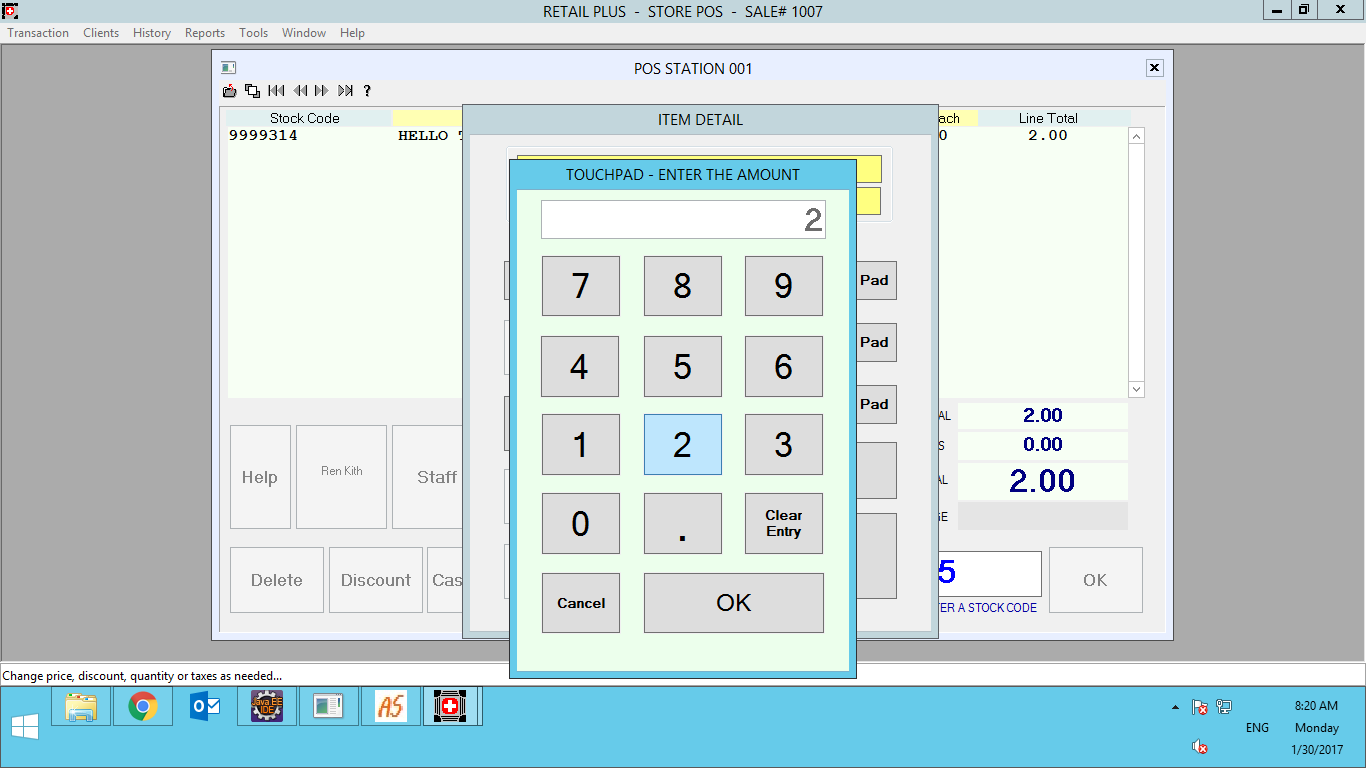 RETAIL PLUS - STORE POS - SALE# 1007
Transaction Clients History Reports Tools Window Help
POS STATION 001
?
Stock Code ach Line Total
9999314 HELLO 0 2.00
ITEM DETAIL
TOUCHPAD - ENTER THE AMOUNT
2
7 8 9
Pad
4 5 6
Pad
1 2 3
Pad
0 . Clear
Entry
Cancel OK
AL 2.00
S 0.00
AL 2.00
GE
Help Ren Kith Staff
Delete Discount Cas
5 OK
ER A STOCK CODE
Change price, discount, quantity or taxes as needed...
Java EE
IDE
AS
8:20 AM
ENG Monday
1/30/2017